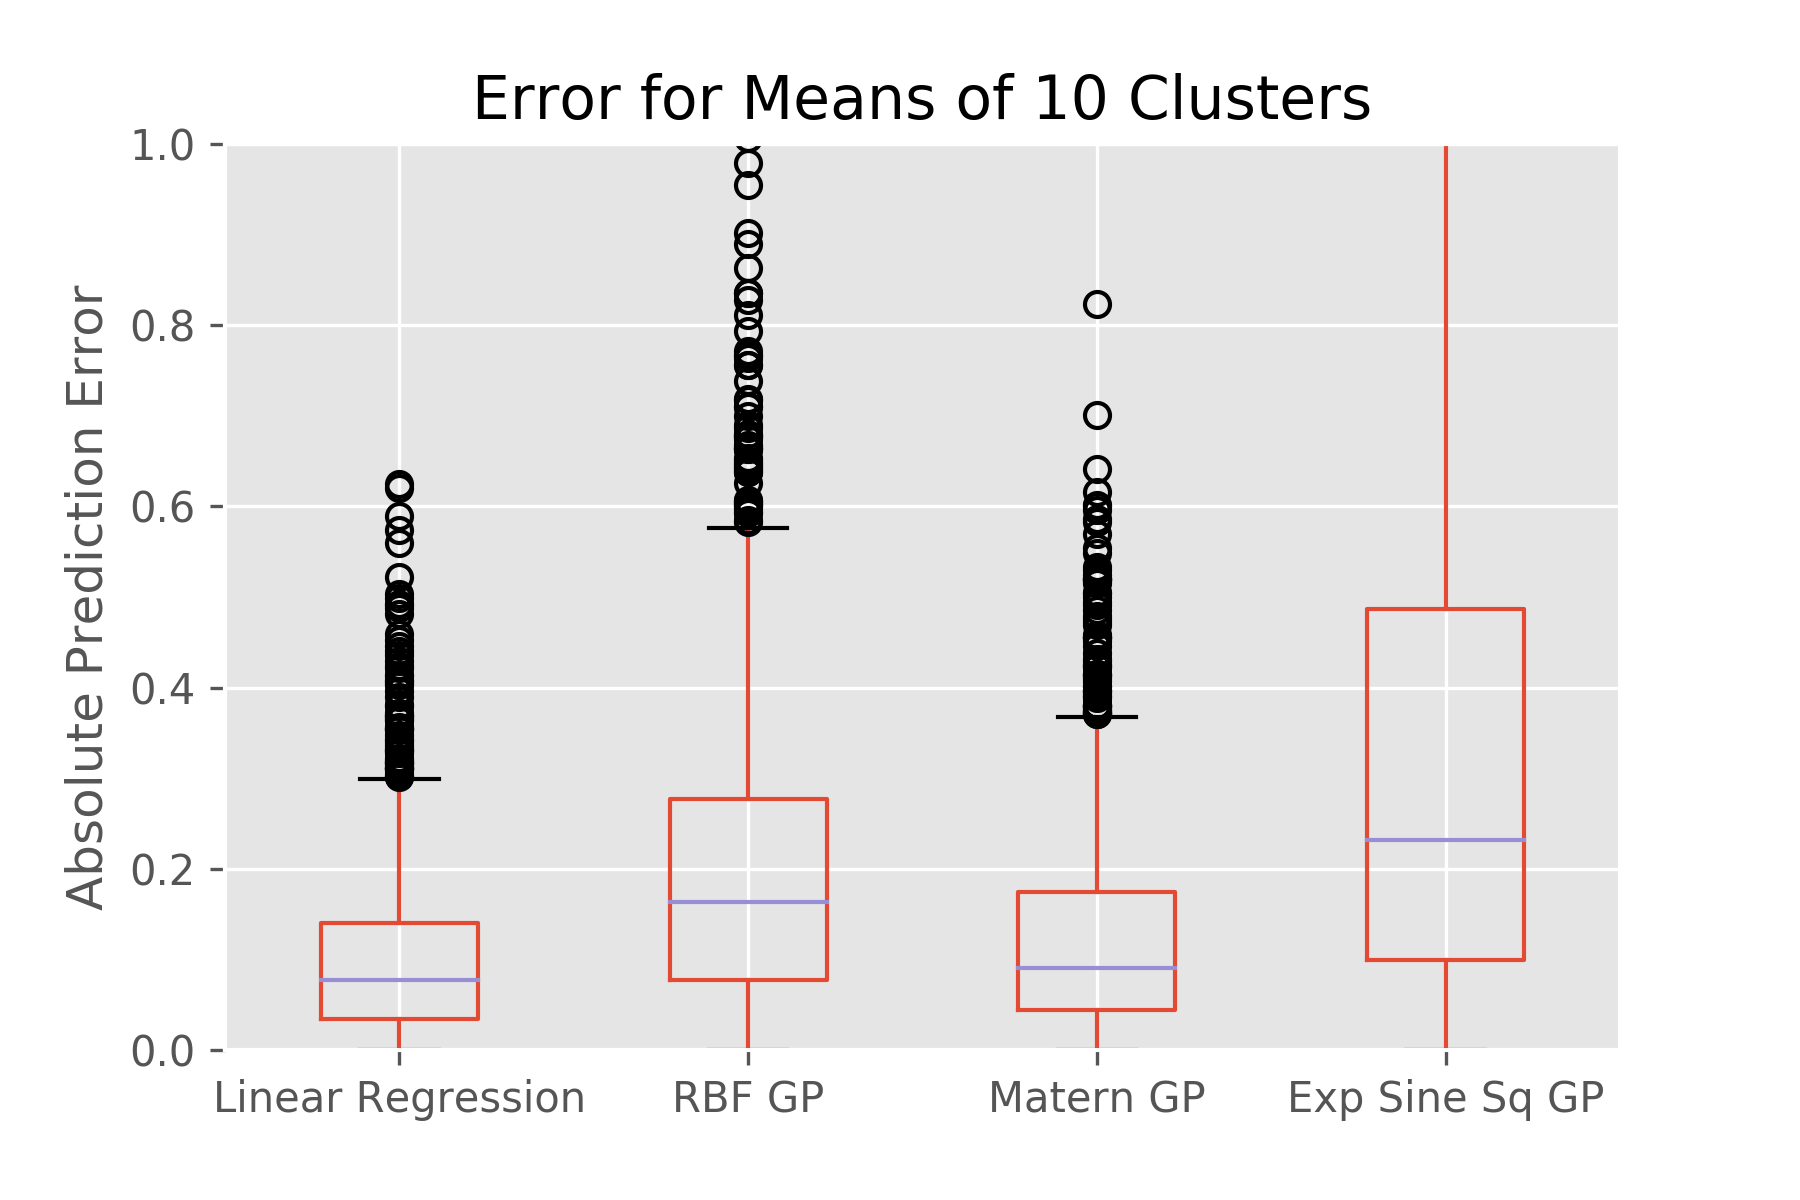 Error for Means of 10 Clusters
Absolute Prediction Error
1.0
0.8
0.6
0.4
0.2
0.0
Linear Regression
RBF GP
Matern GP
Exp Sine Sq GP